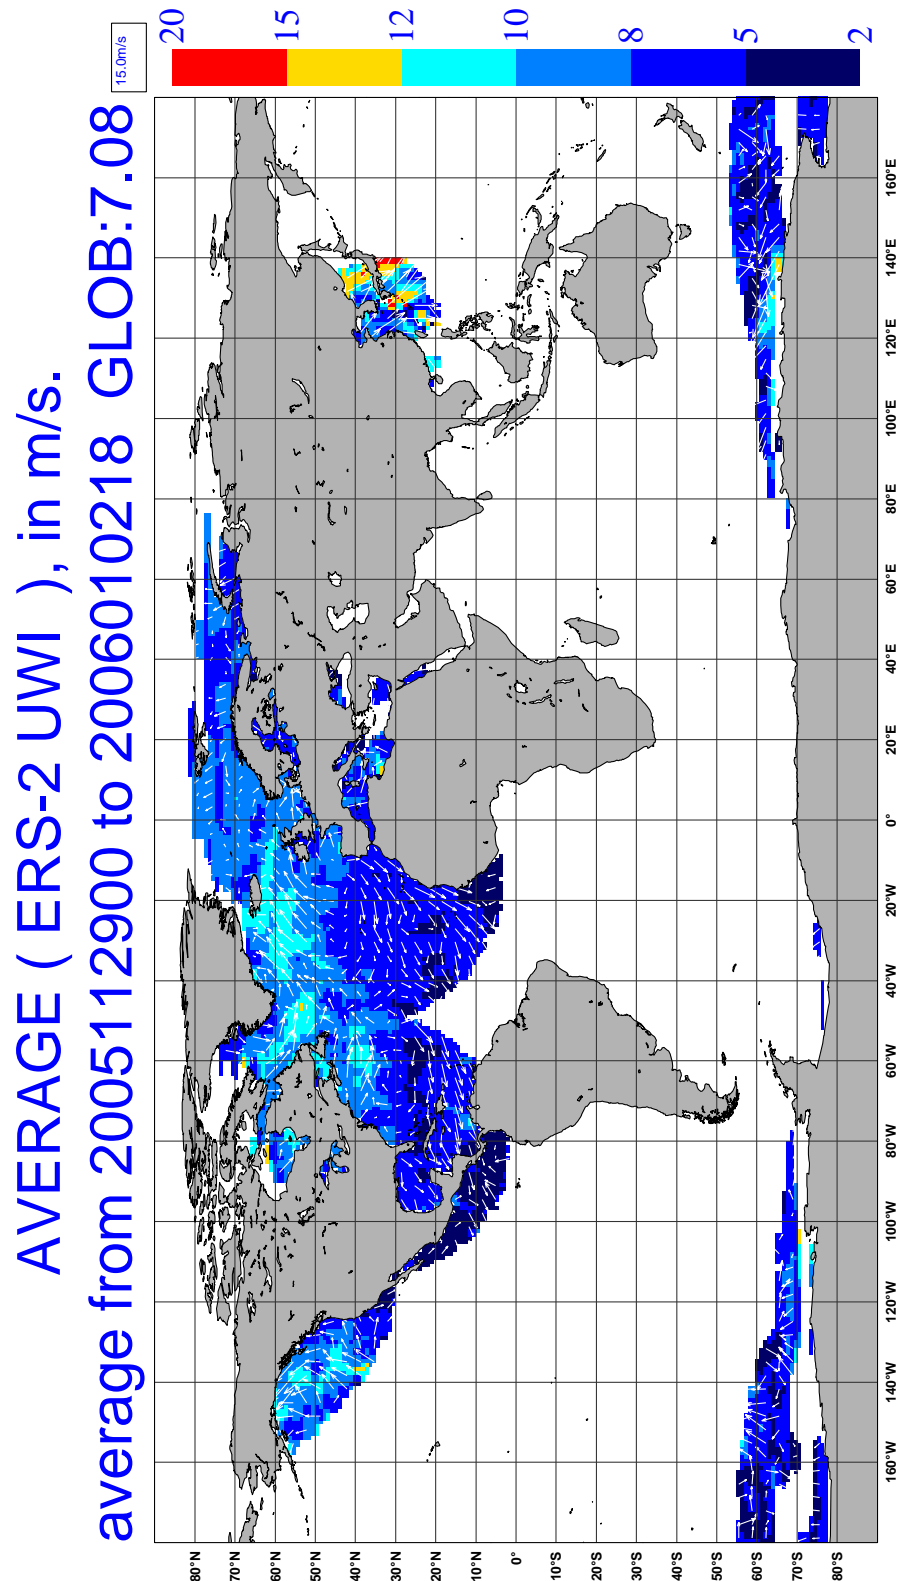 AVERAGE ( ERS-2 UWI ), in m/s.
average from 2005112900 to 2006010218 GLOB:7.08
15.0m/s
20
15
12
10
8
5
2
80°N
70°N
60°N
50°N
40°N
30°N
20°N
10°N
0°
10°S
20°S
30°S
40°S
50°S
60°S
70°S
80°S
160°W
140°W
120°W
100°W
80°W
60°W
40°W
20°W
0°
20°E
40°E
60°E
80°E
100°E
120°E
140°E
160°E